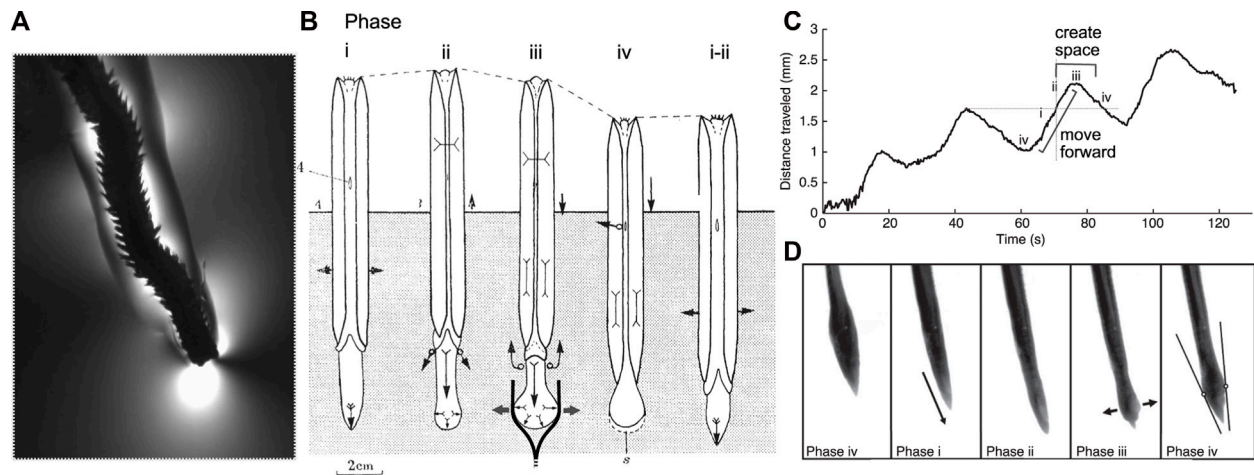 A
B
Phase
i
ii
iii
iv
i-ii
A
s
2cm
C
create
space
ii
iii
i
iv
iv
move
forward
Distance traveled (mm)
3
2.5
2
1.5
1
0.5
0
0
20
40
60
80
100
120
Time (s)
D
Phase iv
Phase i
Phase ii
Phase iii
Phase iv